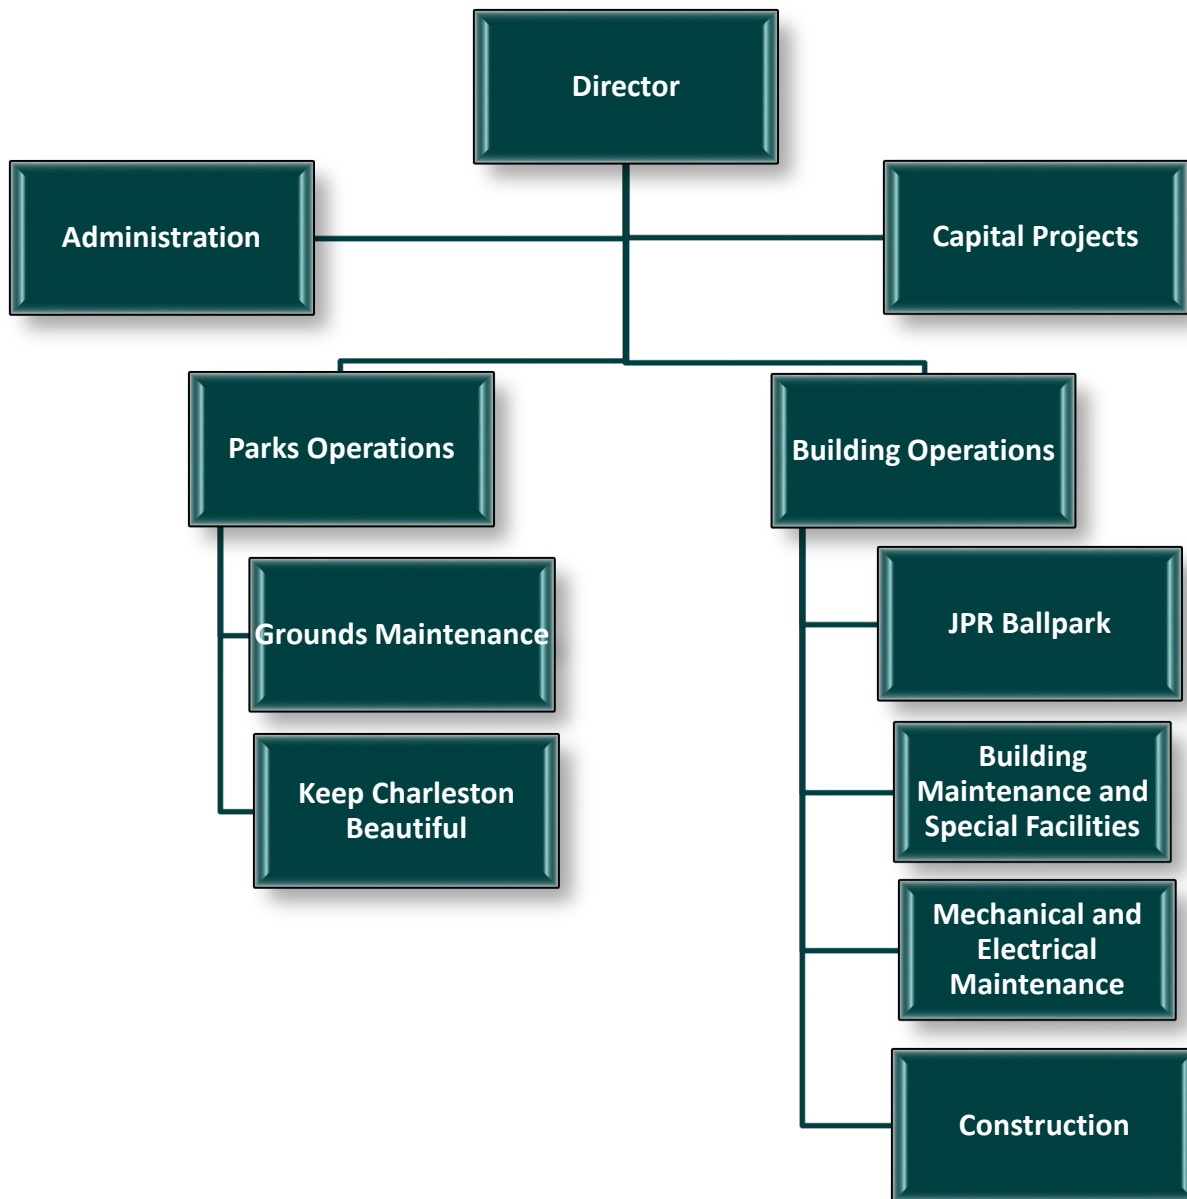 Director
Administration
Capital Projects
Parks Operations
Building Operations
Grounds Maintenance
Keep Charleston
Beautiful
JPR Ballpark
Building
Maintenance and
Special Facilities
Mechanical and
Electrical
Maintenance
Construction